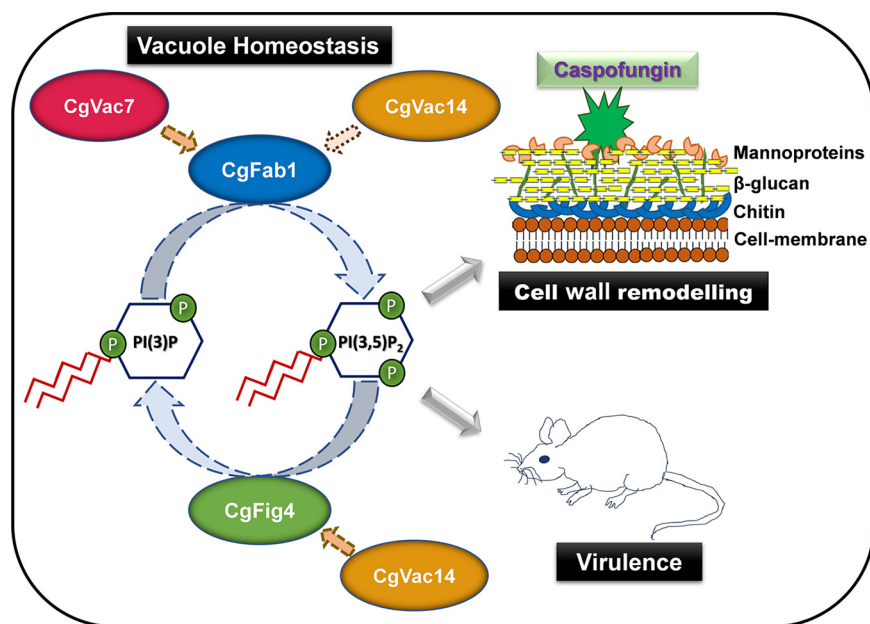 Vacuole Homeostasis
CgVac7
CgVac14
CgFab1
P
P
PI(3)P
P
P
PI(3,5)P₂
P
CgFig4
CgVac14
Caspofungin
Mannoproteins
β-glucan
Chitin
Cell-membrane
Cell wall remodelling
Virulence